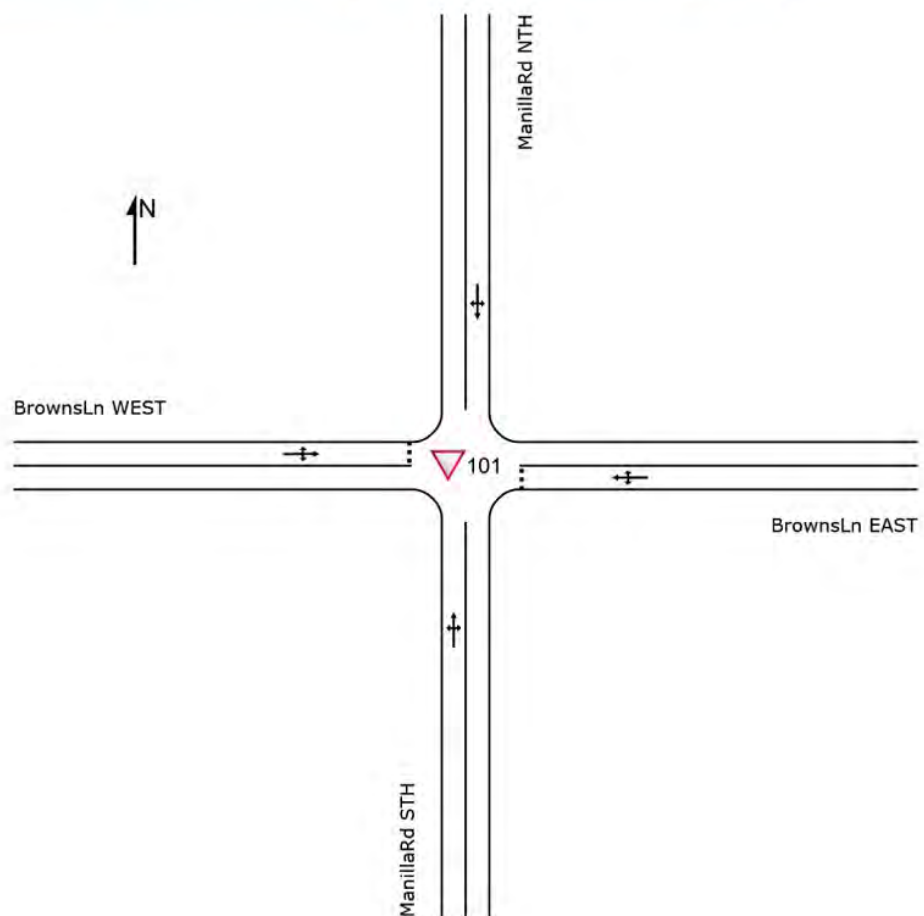 ManillaRd NTH
N
BrownsLn WEST
101
BrownsLn EAST
ManillaRd STH